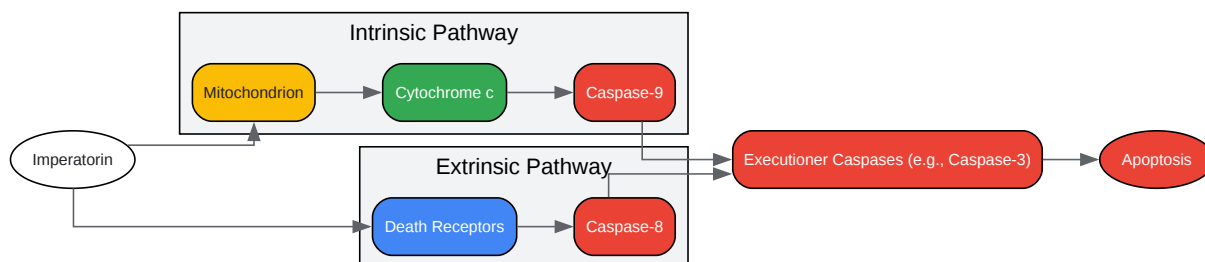 Intrinsic Pathway
Mitochondrion
Cytochrome c
Caspase-9
Imperatorin
Executioner Caspases (e.g., Caspase-3)
Apoptosis
Extrinsic Pathway
Death Receptors
Caspase-8